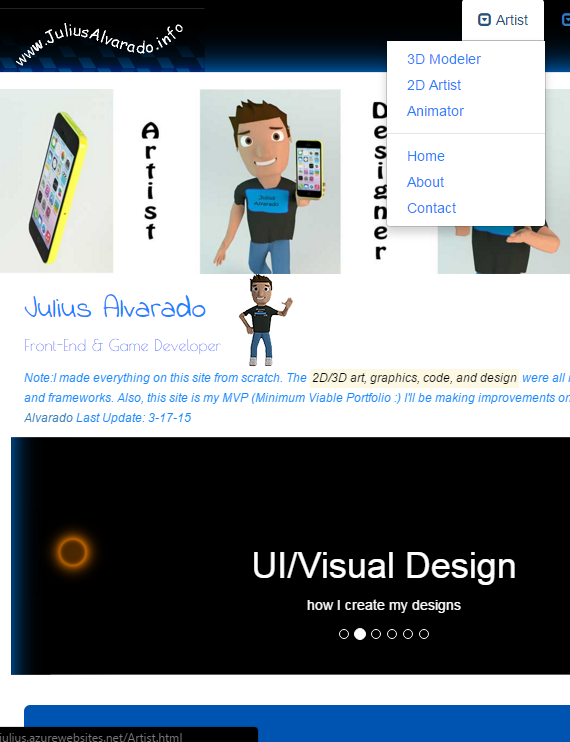 www.JuliusAlvarado.info
Artist
3D Modeler
2D Artist
Animator
Home
About
Contact
Artist
Designer
Julius
Alvarado
Julius Alvarado
Front-End & Game Developer
Note:I made everything on this site from scratch. The 2D/3D art, graphics, code, and design were all
and frameworks. Also, this site is my MVP (Minimum Viable Portfolio :) I'll be making improvements on
Alvarado Last Update: 3-17-15
UI/Visual Design
how I create my designs
julius.azurewebsites.net/Artist.html